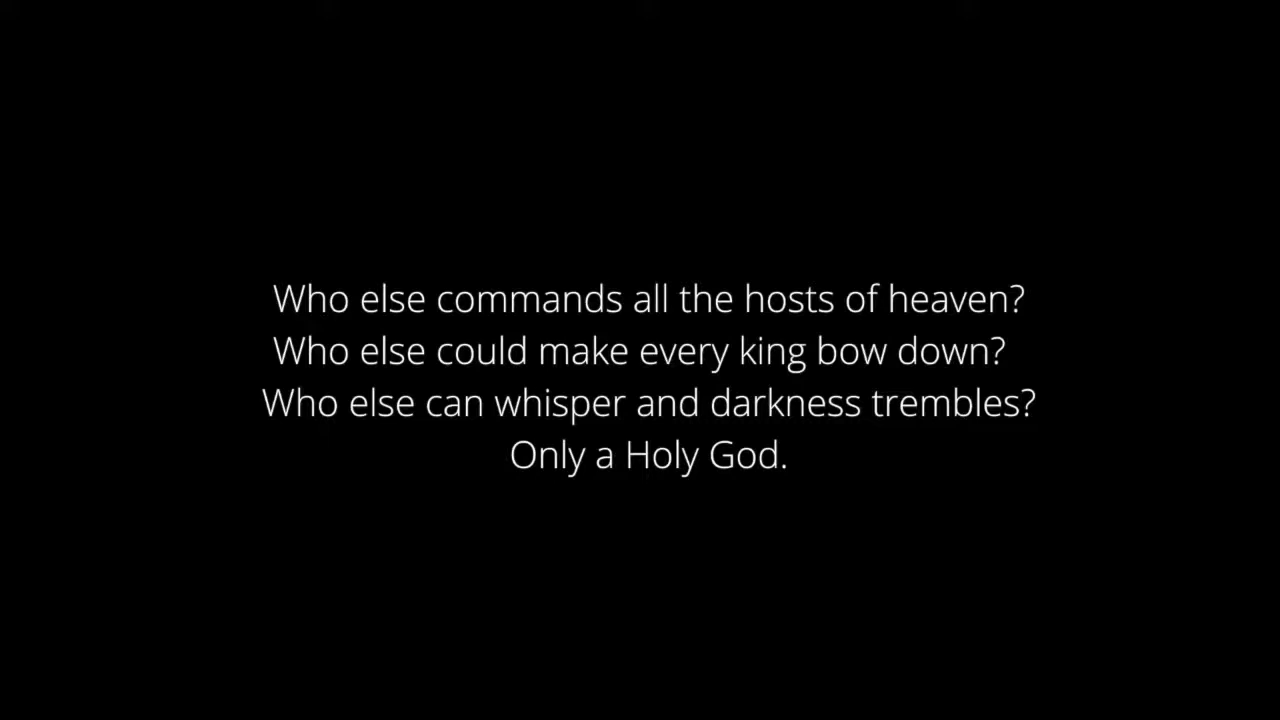 Who else commands all the hosts of heaven?
Who else could make every king bow down?
Who else can whisper and darkness trembles?
Only a Holy God.